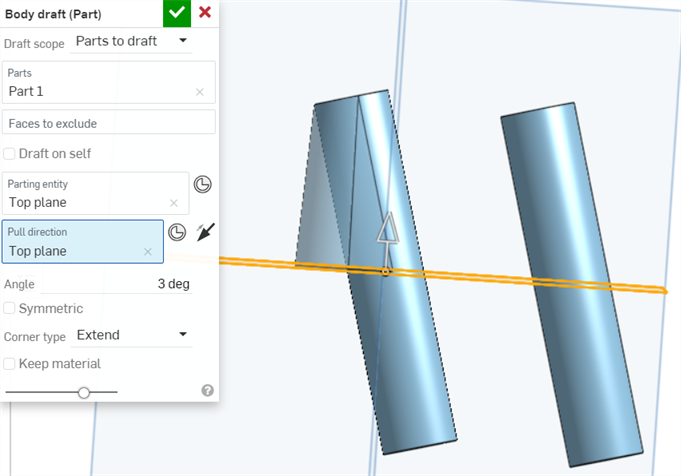 Body draft (Part)
Draft scope Parts to draft
Parts
Part 1
Faces to exclude
Draft on self
Parting entity
Top plane
Pull direction
Top plane
Angle 3 deg
Symmetric
Corner type Extend
Keep material